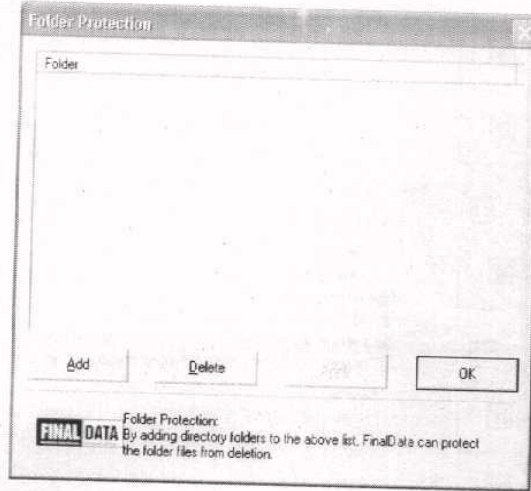 Folder Protection
Folder
Add
Delete
OK
FINAL DATA
Folder Protection:
By adding directory folders to the above list, FinalData can protect
the folder files from deletion.